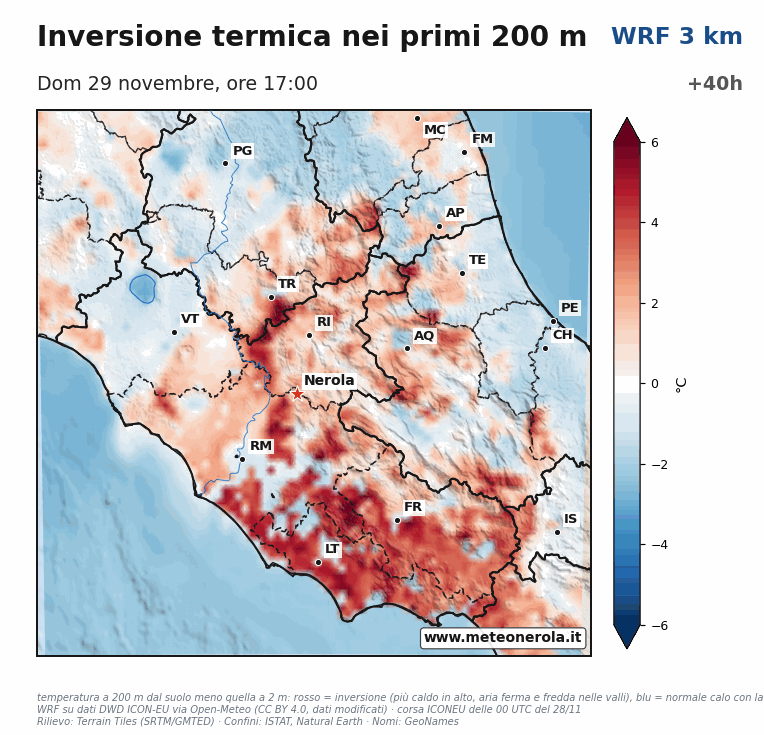 Inversione termica nei primi 200 m
WRF 3 km
Dom 29 novembre, ore 17:00
+40h
MC
FM
PG
AP
TE
TR
PE
VT
RI
AQ
CH
Nerola
RM
FR
IS
LT
6
4
2
0
−2
−4
−6
°C
www.meteonerola.it
temperatura a 200 m dal suolo meno quella a 2 m: rosso = inversione (più caldo in alto, aria ferma e fredda nelle valli), blu = normale calo con la
WRF su dati DWD ICON-EU via Open-Meteo (CC BY 4.0, dati modificati) · corsa ICONEU delle 00 UTC del 28/11
Rilievo: Terrain Tiles (SRTM/GMTED) · Confini: ISTAT, Natural Earth · Nomi: GeoNames